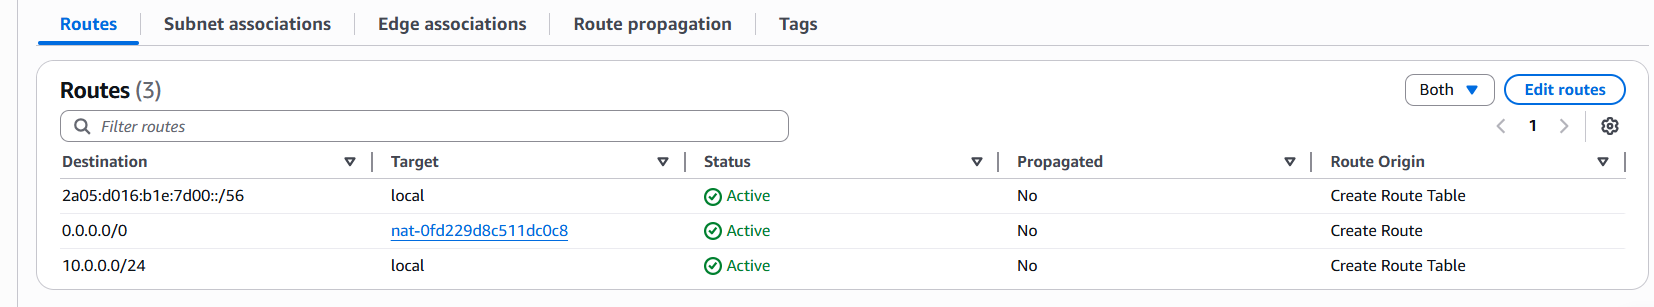 Routes Subnet associations Edge associations Route propagation Tags
Routes (3)
Both Edit routes
Filter routes
1
Destination Target Status Propagated Route Origin
2a05:d016:b1e:7d00::/56 local Active No Create Route Table
0.0.0.0/0 nat-0fd229d8c511dc0c8 Active No Create Route
10.0.0.0/24 local Active No Create Route Table